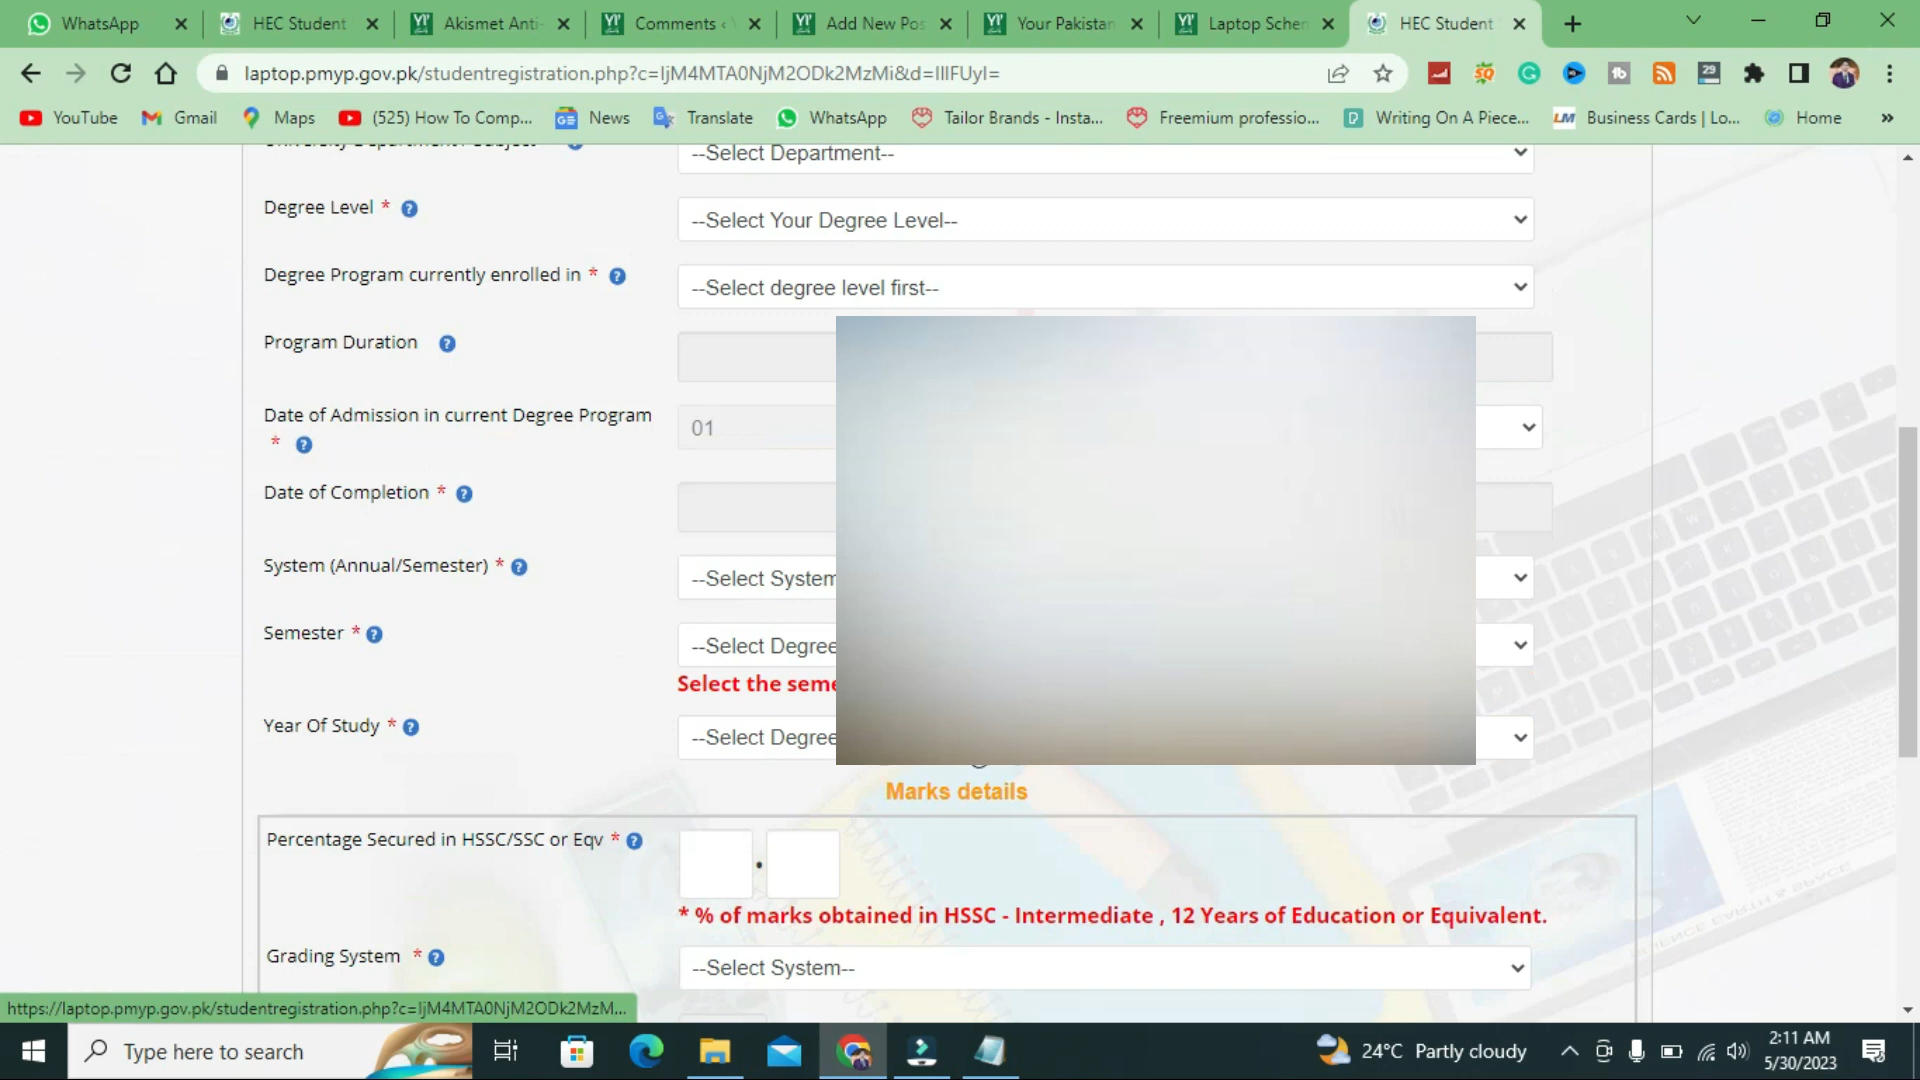 WhatsApp
HEC Student
Akismet Anti-
Comments ‹
Add New Pos
Your Pakistan
Laptop Schem
HEC Student
laptop.pmyp.gov.pk/studentregistration.php?c=IjM4MTA0NjM2ODk2MzMi&d=IIIFUyI=
YouTube
Gmail
Maps
(525) How To Comp...
News
Translate
WhatsApp
Tailor Brands - Insta...
Freemium professio...
Writing On A Piece...
Business Cards | Lo...
Home
»
--Select Department--
Degree Level * ?
--Select Your Degree Level--
Degree Program currently enrolled in * ?
--Select degree level first--
Program Duration ?
Date of Admission in current Degree Program
* ?
01
Date of Completion * ?
System (Annual/Semester) * ?
--Select System
Semester * ?
--Select Degree
Select the seme
Year Of Study * ?
--Select Degree
Marks details
Percentage Secured in HSSC/SSC or Eqv * ?
* % of marks obtained in HSSC - Intermediate , 12 Years of Education or Equivalent.
Grading System * ?
--Select System--
https://laptop.pmyp.gov.pk/studentregistration.php?c=IjM4MTA0NjM2ODk2MzM...
Type here to search
24°C Partly cloudy
2:11 AM
5/30/2023